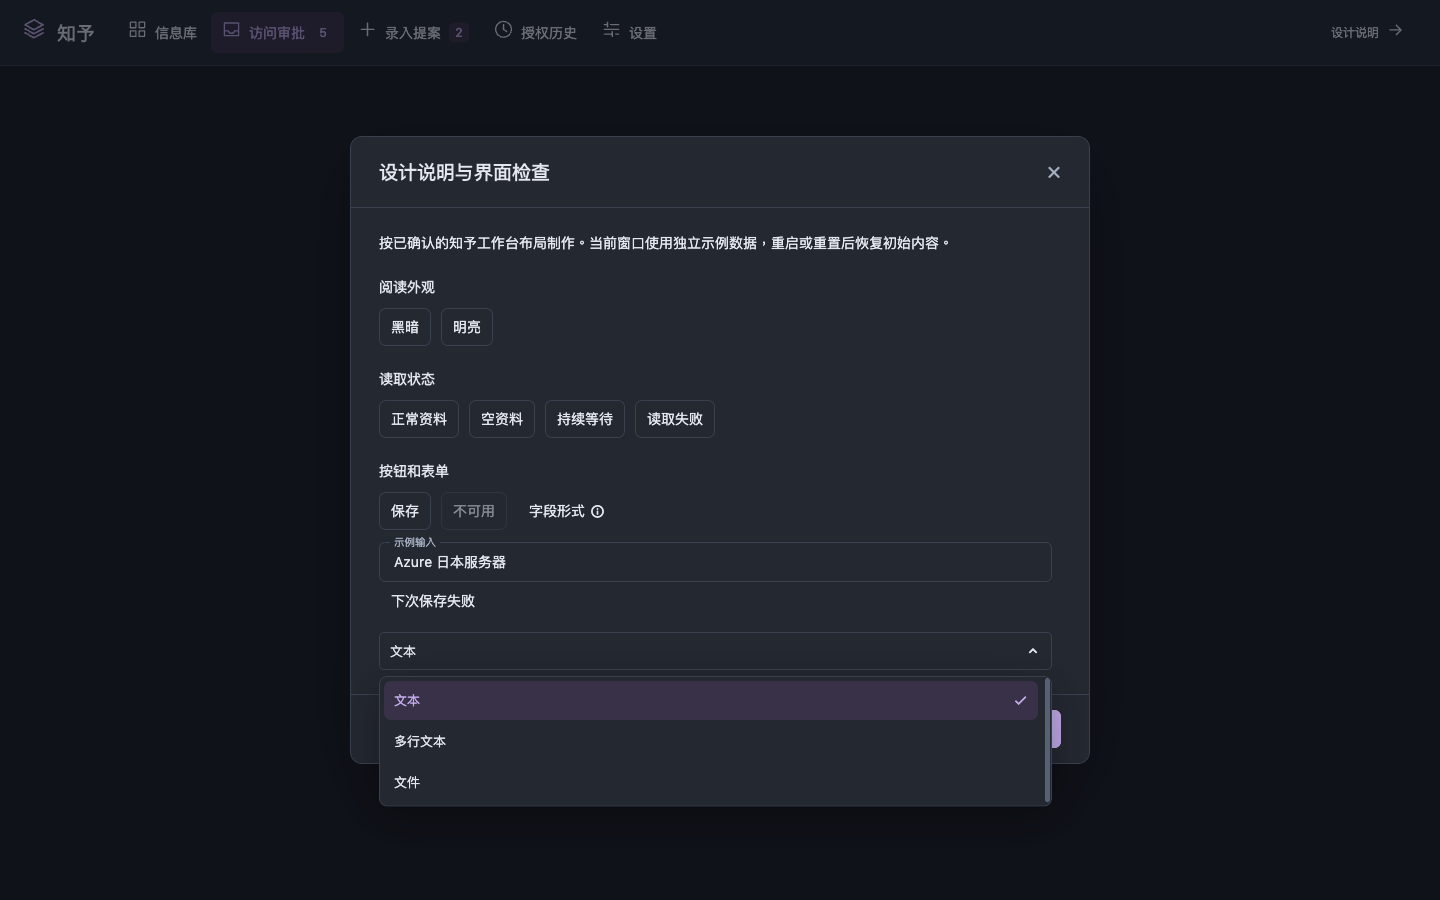 知予
信息库
访问审批 5
录入提案 2
授权历史
设置
设计说明
设计说明与界面检查
按已确认的知予工作台布局制作。当前窗口使用独立示例数据，重启或重置后恢复初始内容。
阅读外观
黑暗 明亮
读取状态
正常资料 空资料 持续等待 读取失败
按钮和表单
保存 不可用 字段形式
示例输入
Azure 日本服务器
下次保存失败
文本
文本
多行文本
文件